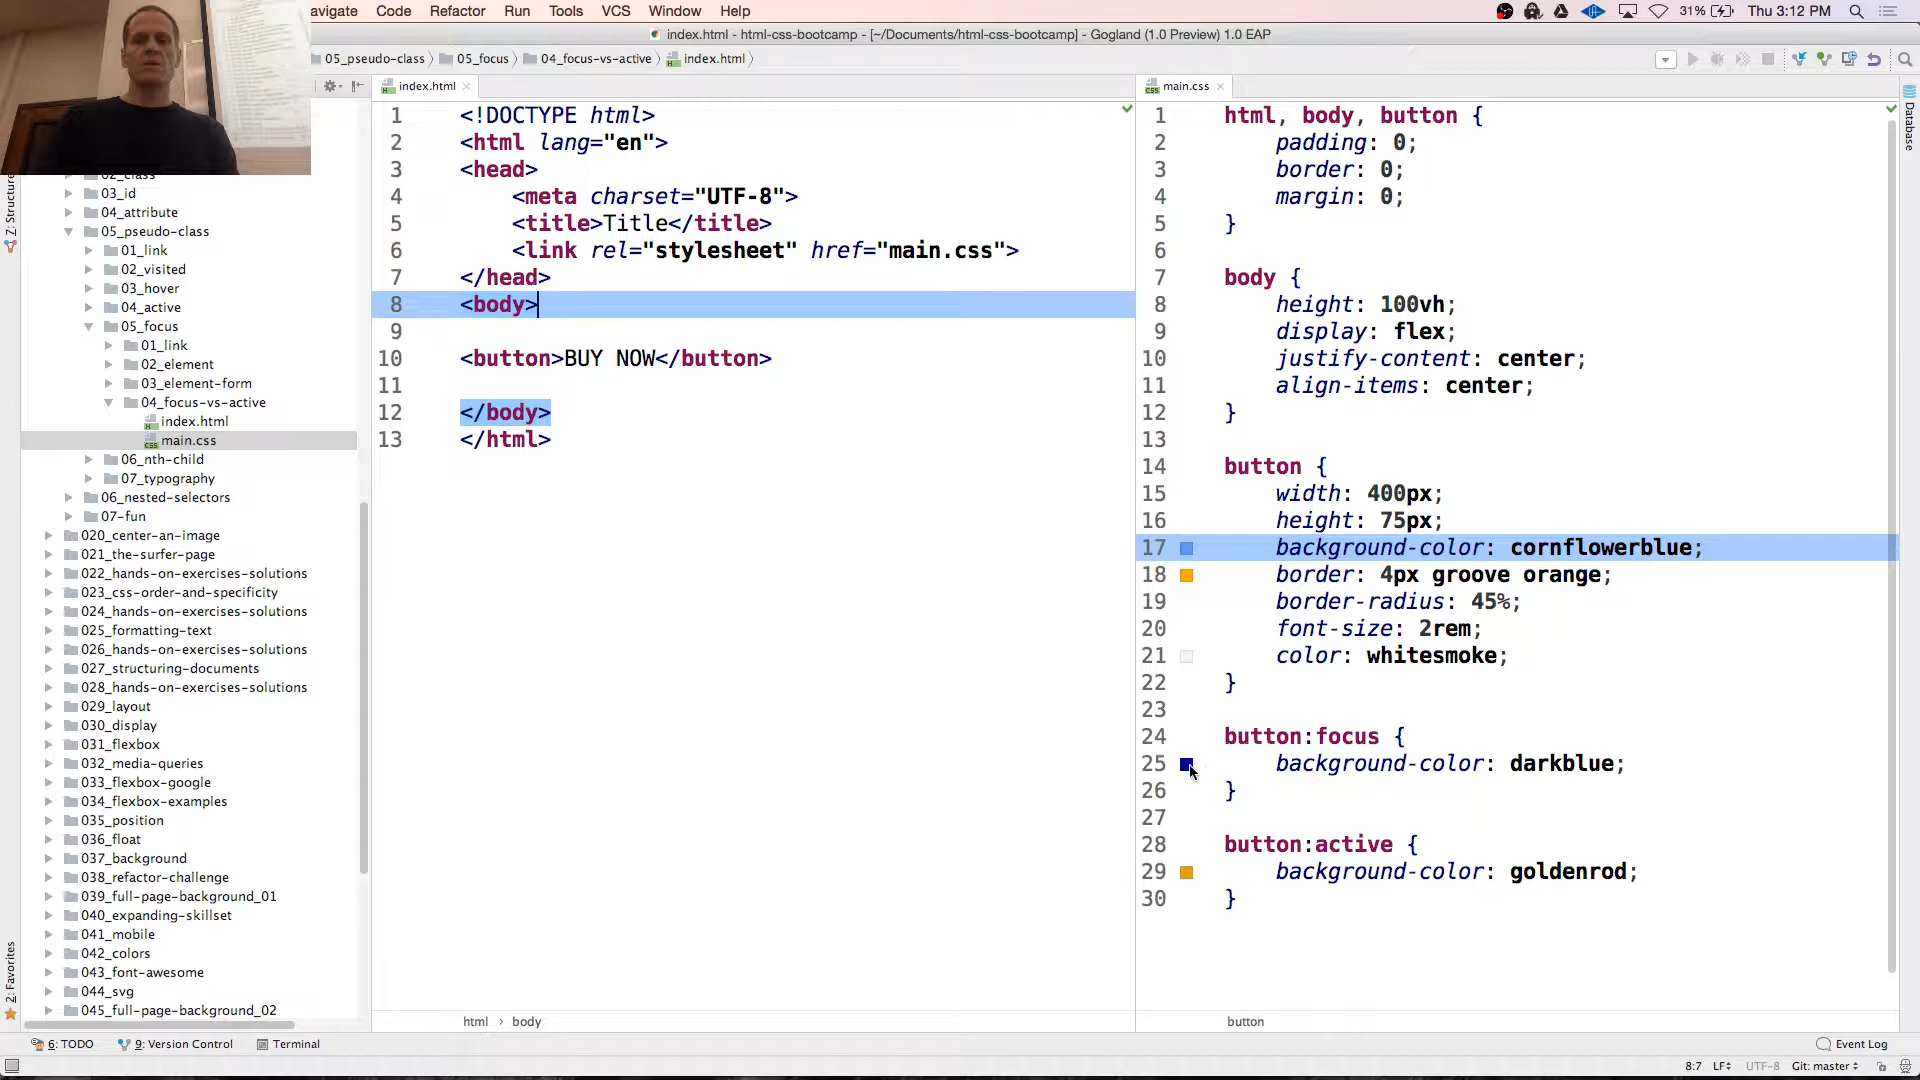 avigate Code Refactor Run Tools VCS Window Help
31% Thu 3:12 PM
index.html - html-css-bootcamp - [~/Documents/html-css-bootcamp] - Gogland (1.0 Preview) 1.0 EAP
05_pseudo-class 05_focus 04_focus-vs-active index.html
index.html
main.css
Z: Structure
2: Favorites
Database
02_class
03_id
04_attribute
05_pseudo-class
01_link
02_visited
03_hover
04_active
05_focus
01_link
02_element
03_element-form
04_focus-vs-active
index.html
main.css
06_nth-child
07_typography
06_nested-selectors
07-fun
020_center-an-image
021_the-surfer-page
022_hands-on-exercises-solutions
023_css-order-and-specificity
024_hands-on-exercises-solutions
025_formatting-text
026_hands-on-exercises-solutions
027_structuring-documents
028_hands-on-exercises-solutions
029_layout
030_display
031_flexbox
032_media-queries
033_flexbox-google
034_flexbox-examples
035_position
036_float
037_background
038_refactor-challenge
039_full-page-background_01
040_expanding-skillset
041_mobile
042_colors
043_font-awesome
044_svg
045_full-page-background_02
1 <!DOCTYPE html>
2 <html lang="en">
3 <head>
4 <meta charset="UTF-8">
5 <title>Title</title>
6 <link rel="stylesheet" href="main.css">
7 </head>
8 <body>
9
10 <button>BUY NOW</button>
11
12 </body>
13 </html>
html › body
1 html, body, button {
2 padding: 0;
3 border: 0;
4 margin: 0;
5 }
6
7 body {
8 height: 100vh;
9 display: flex;
10 justify-content: center;
11 align-items: center;
12 }
13
14 button {
15 width: 400px;
16 height: 75px;
17 background-color: cornflowerblue;
18 border: 4px groove orange;
19 border-radius: 45%;
20 font-size: 2rem;
21 color: whitesmoke;
22 }
23
24 button:focus {
25 background-color: darkblue;
26 }
27
28 button:active {
29 background-color: goldenrod;
30 }
button
6: TODO 9: Version Control Terminal Event Log
8:7 LF UTF-8 Git: master